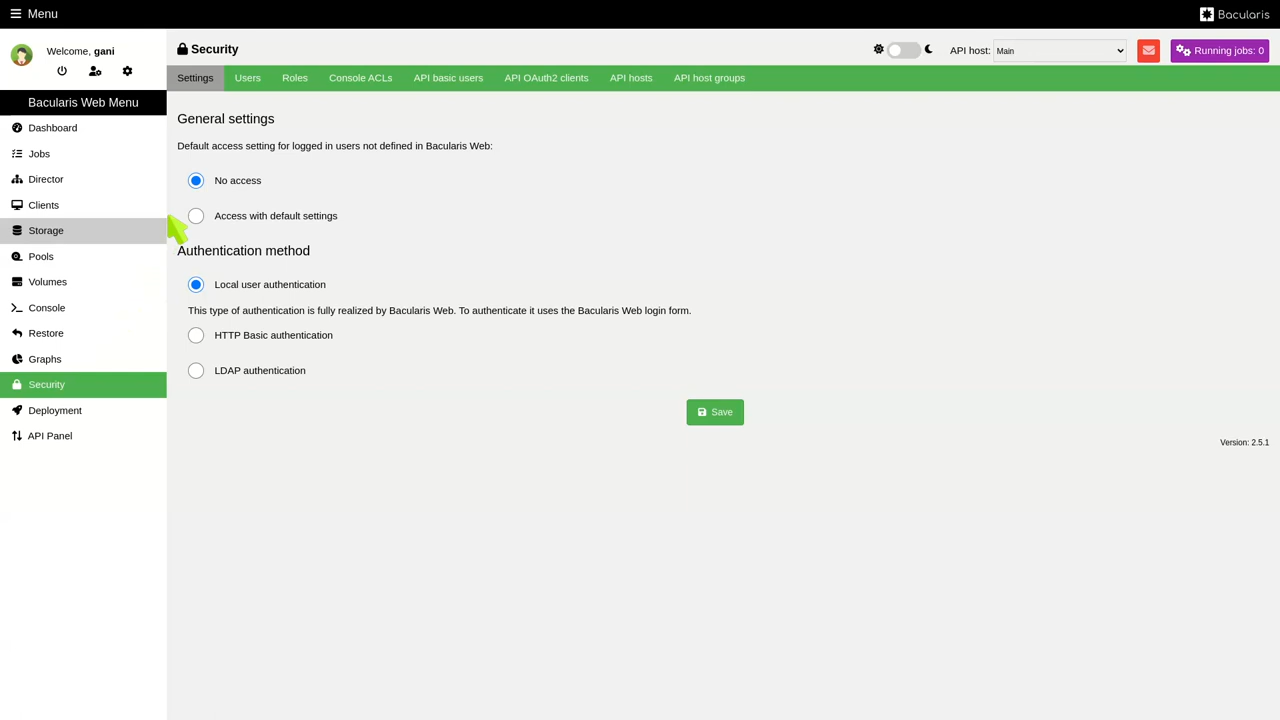 Menu
Bacularis
Welcome, gani
Security
API host:
Main
Running jobs: 0
Settings
Users
Roles
Console ACLs
API basic users
API OAuth2 clients
API hosts
API host groups
Bacularis Web Menu
Dashboard
Jobs
Director
Clients
Storage
Pools
Volumes
Console
Restore
Graphs
Security
Deployment
API Panel
General settings
Default access setting for logged in users not defined in Bacularis Web:
No access
Access with default settings
Authentication method
Local user authentication
This type of authentication is fully realized by Bacularis Web. To authenticate it uses the Bacularis Web login form.
HTTP Basic authentication
LDAP authentication
Save
Version: 2.5.1